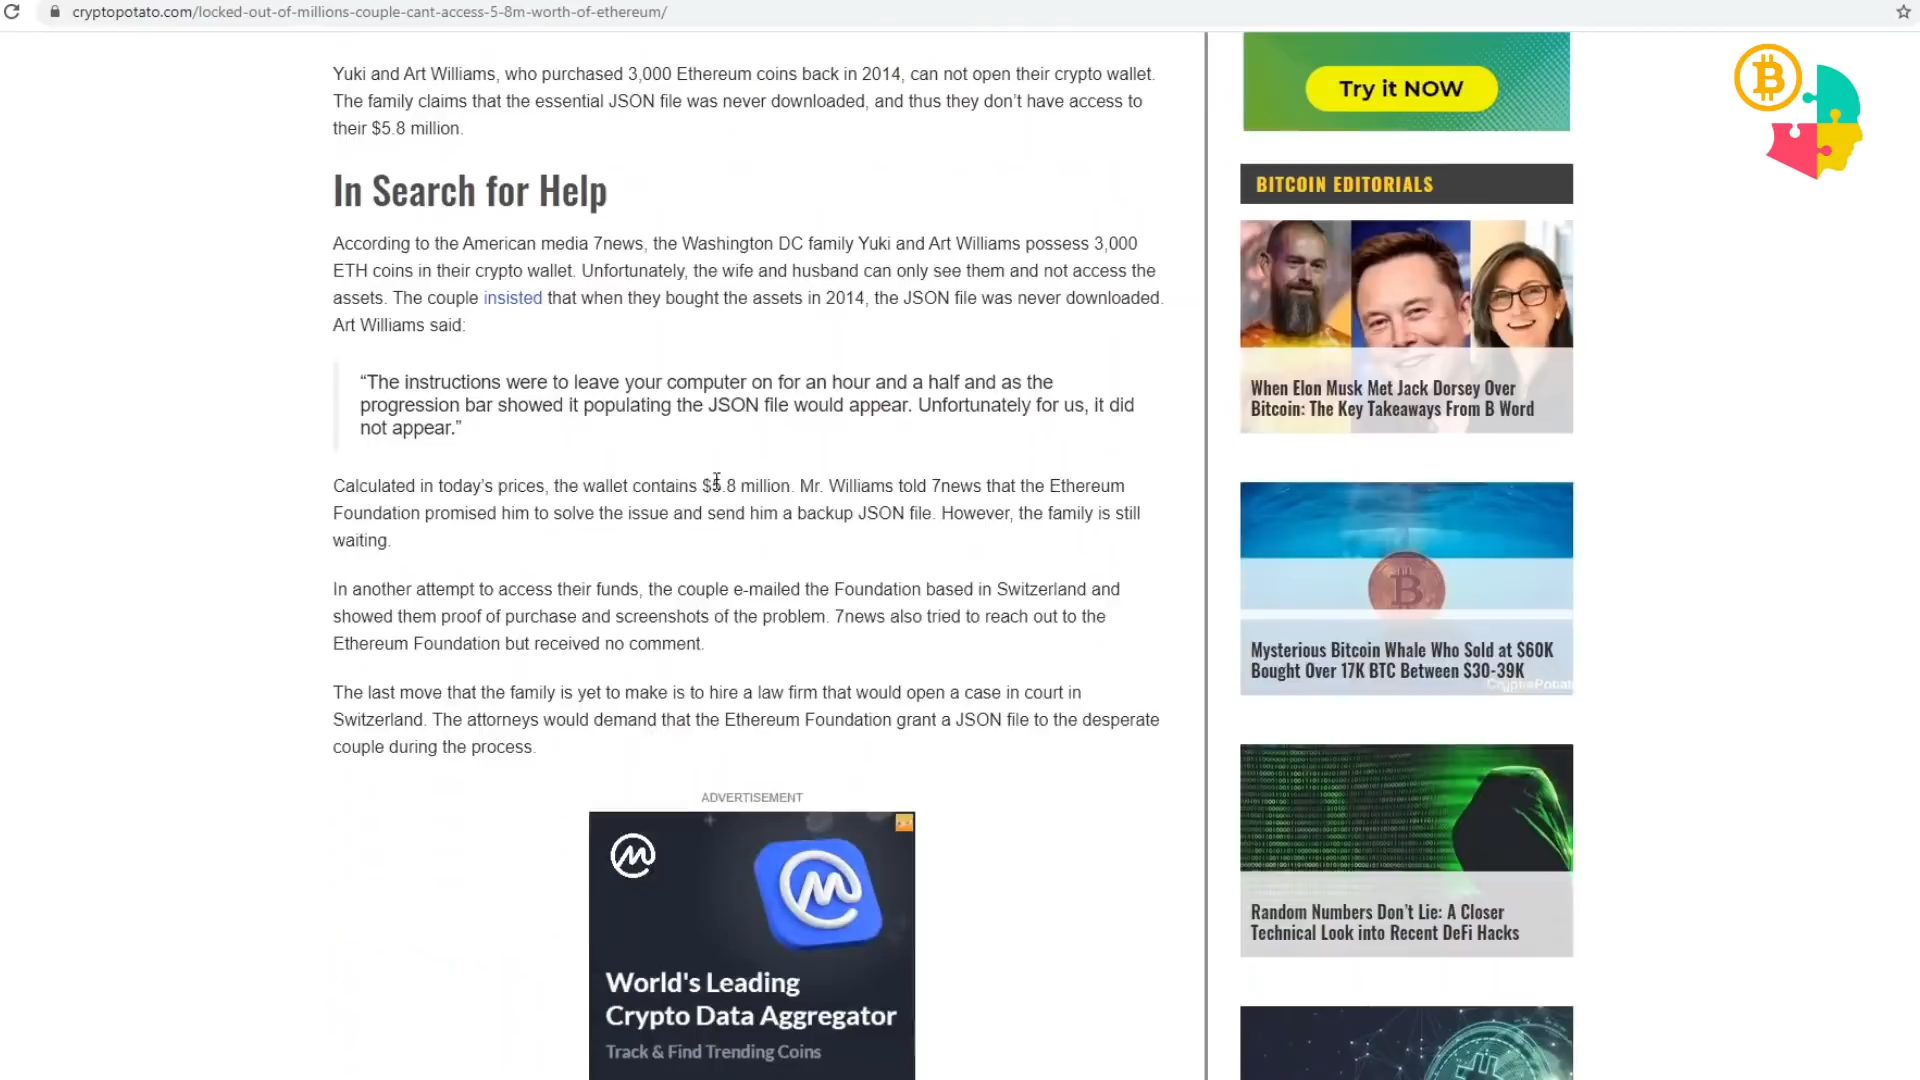 cryptopotato.com/locked-out-of-millions-couple-cant-access-5-8m-worth-of-ethereum/
Yuki and Art Williams, who purchased 3,000 Ethereum coins back in 2014, can not open their crypto wallet.
The family claims that the essential JSON file was never downloaded, and thus they don’t have access to
their $5.8 million.
In Search for Help
According to the American media 7news, the Washington DC family Yuki and Art Williams possess 3,000
ETH coins in their crypto wallet. Unfortunately, the wife and husband can only see them and not access the
assets. The couple insisted that when they bought the assets in 2014, the JSON file was never downloaded.
Art Williams said:
“The instructions were to leave your computer on for an hour and a half and as the
progression bar showed it populating the JSON file would appear. Unfortunately for us, it did
not appear.”
Calculated in today’s prices, the wallet contains $5.8 million. Mr. Williams told 7news that the Ethereum
Foundation promised him to solve the issue and send him a backup JSON file. However, the family is still
waiting.
In another attempt to access their funds, the couple e-mailed the Foundation based in Switzerland and
showed them proof of purchase and screenshots of the problem. 7news also tried to reach out to the
Ethereum Foundation but received no comment.
The last move that the family is yet to make is to hire a law firm that would open a case in court in
Switzerland. The attorneys would demand that the Ethereum Foundation grant a JSON file to the desperate
couple during the process.
ADVERTISEMENT
World's Leading
Crypto Data Aggregator
Track & Find Trending Coins
Try it NOW
BITCOIN EDITORIALS
When Elon Musk Met Jack Dorsey Over
Bitcoin: The Key Takeaways From B Word
Mysterious Bitcoin Whale Who Sold at $60K
Bought Over 17K BTC Between $30-39K
CryptoPotato
Random Numbers Don’t Lie: A Closer
Technical Look into Recent DeFi Hacks